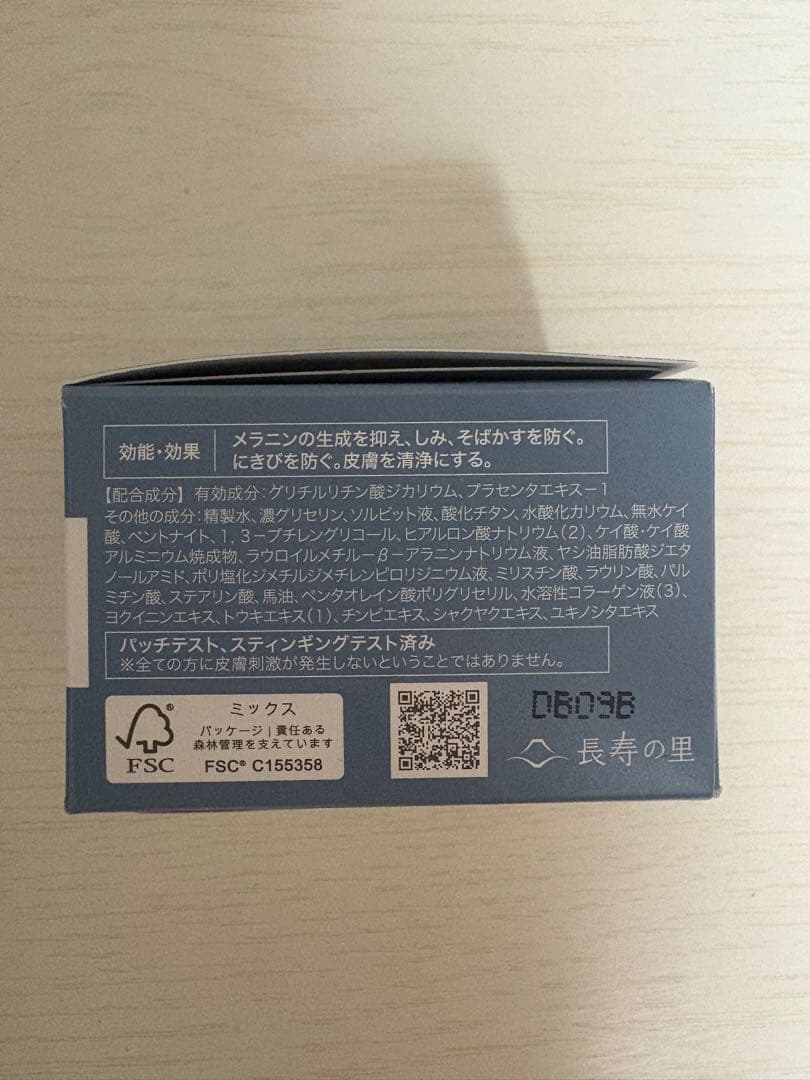 効能・効果
メラニンの生成を抑え、しみ、そばかすを防ぐ。
にきびを防ぐ。皮膚を清浄にする。
【配合成分】有効成分：グリチルリチン酸ジカリウム、プラセンタエキス－1
その他の成分：精製水、濃グリセリン、ソルビット液、酸化チタン、水酸化カリウム、無水ケイ
酸、ベントナイト、1，3－ブチレングリコール、ヒアルロン酸ナトリウム（2）、ケイ酸・ケイ酸
アルミニウム焼成物、ラウロイルメチル－β－アラニンナトリウム液、ヤシ油脂肪酸ジエタ
ノールアミド、ポリ塩化ジメチルジメチレンピロリジニウム液、ミリスチン酸、ラウリン酸、パル
ミチン酸、ステアリン酸、馬油、ペンタオレイン酸ポリグリセリル、水溶性コラーゲン液（3）、
ヨクイニンエキス、トウキエキス（1）、チンピエキス、シャクヤクエキス、ユキノシタエキス
パッチテスト、スティンギングテスト済み
※全ての方に皮膚刺激が発生しないということではありません。
FSC®
ミックス
パッケージ｜責任ある
森林管理を支えています
FSC® C155358
長寿の里